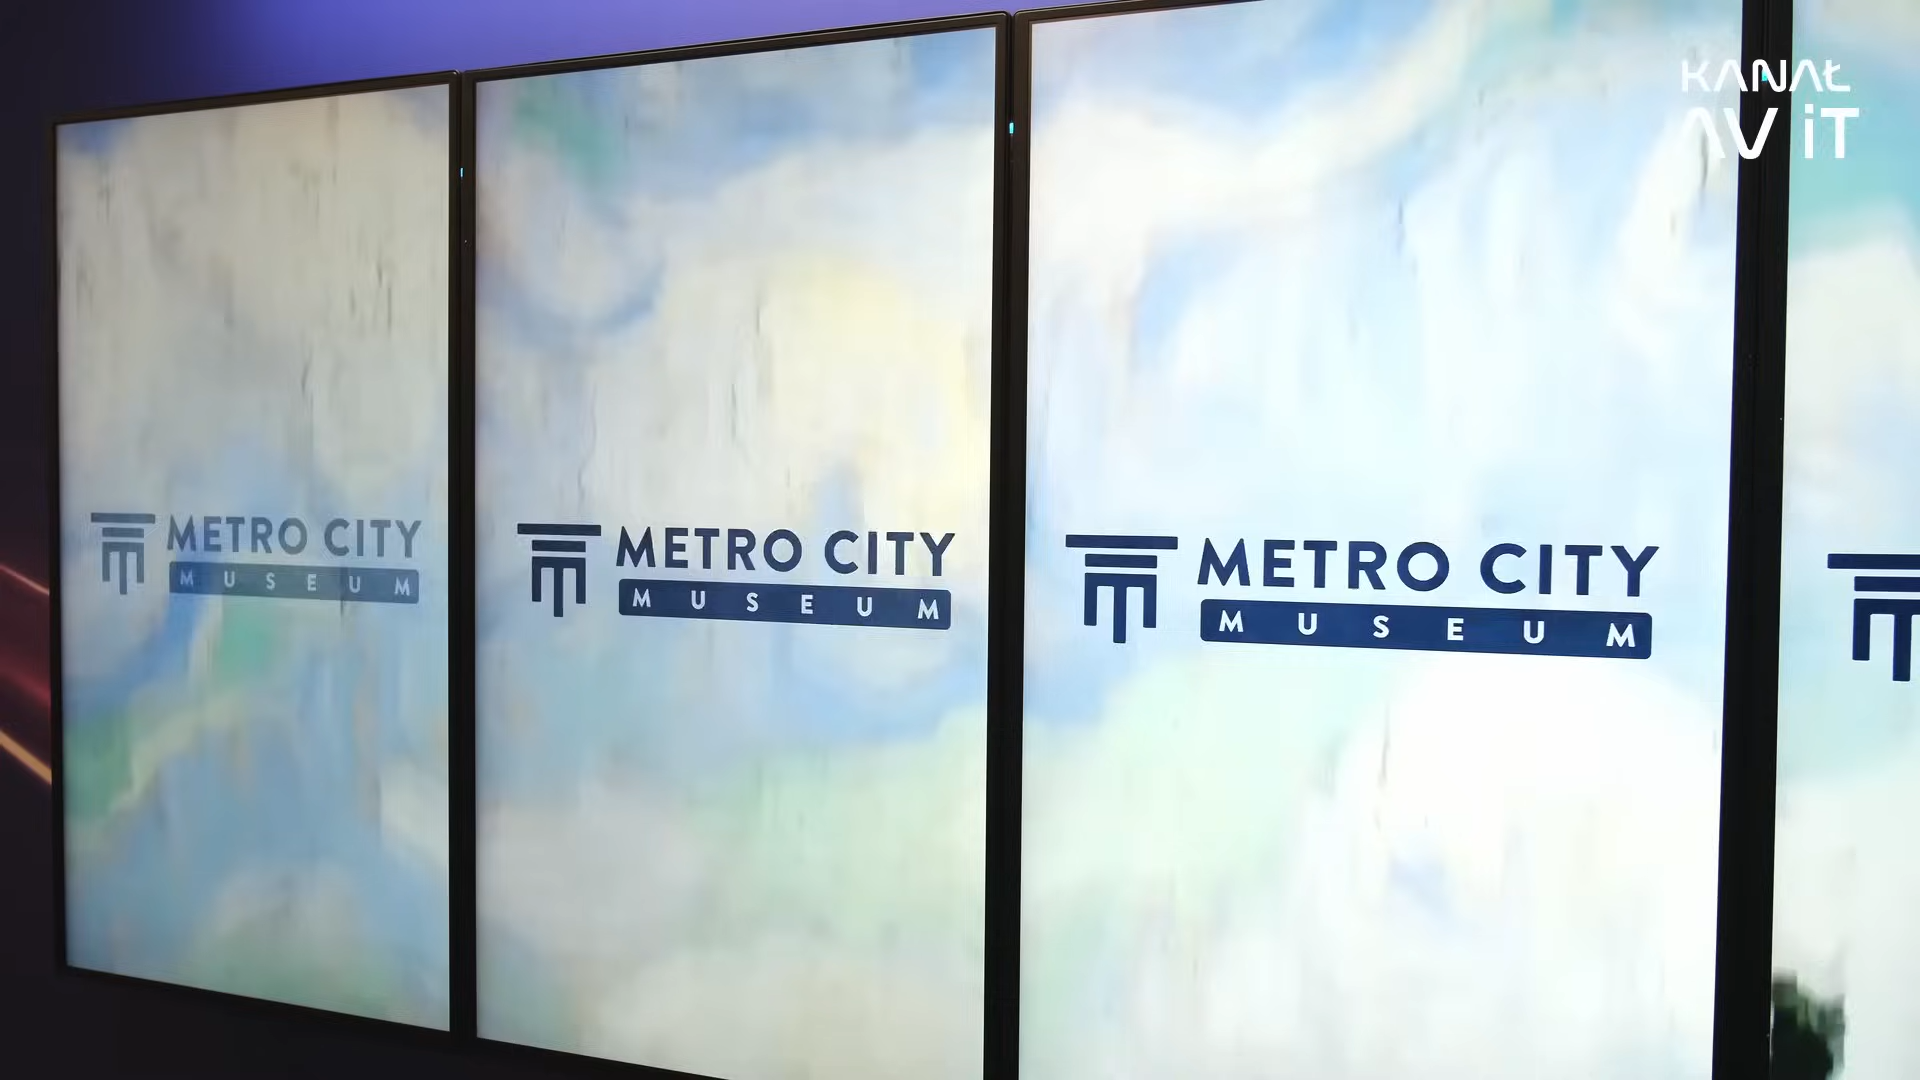 KANAŁ
AV iT
METRO CITY
MUSEUM
METRO CITY
MUSEUM
METRO CITY
MUSEUM